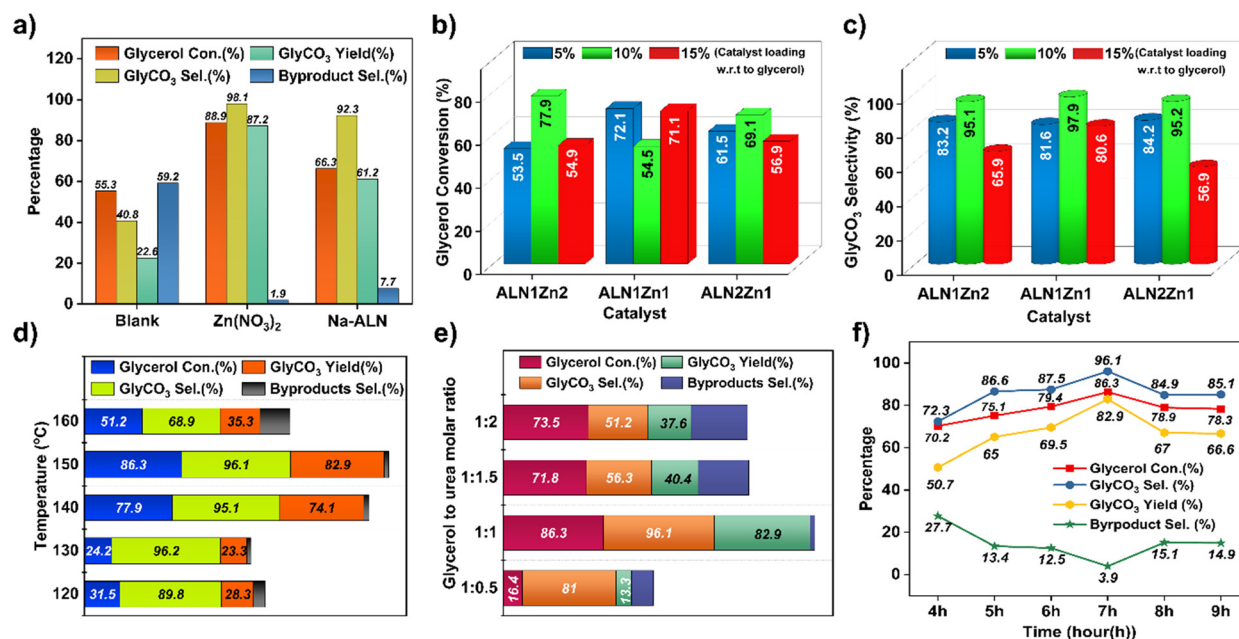 a)
Glycerol Con.(%) GlyCO₃ Yield(%)
GlyCO₃ Sel.(%) Byproduct Sel.(%)
Percentage
120
100
80
60
40
20
0
55.3 40.8 22.6 59.2
88.9 98.1 87.2 1.9
66.3 92.3 61.2 7.7
Blank Zn(NO₃)₂ Na-ALN
b)
5% 10% 15% (Catalyst loading
w.r.t to glycerol)
Glycerol Conversion (%)
80
60
40
20
0
53.5 77.9 54.9
72.1 54.5 71.1
61.5 69.1 56.9
ALN1Zn2 ALN1Zn1 ALN2Zn1
Catalyst
c)
5% 10% 15% (Catalyst loading
w.r.t to glycerol)
GlyCO₃ Selectivity (%)
100
80
60
40
20
0
83.2 95.1 65.9
81.6 97.9 80.6
84.2 95.2 56.9
ALN1Zn2 ALN1Zn1 ALN2Zn1
Catalyst
d)
Glycerol Con.(%) GlyCO₃ Yield(%)
GlyCO₃ Sel.(%) Byproducts Sel.(%)
Temperature (°C)
160 51.2 68.9 35.3
150 86.3 96.1 82.9
140 77.9 95.1 74.1
130 24.2 96.2 23.3
120 31.5 89.8 28.3
e)
Glycerol Con.(%) GlyCO₃ Yield(%)
GlyCO₃ Sel.(%) Byproducts Sel.(%)
Glycerol to urea molar ratio
1:2 73.5 51.2 37.6
1:1.5 71.8 56.3 40.4
1:1 86.3 96.1 82.9
1:0.5 16.4 81 13.3
f)
Percentage
100
80
60
40
20
0
72.3 86.6 87.5 96.1 84.9 85.1
70.2 75.1 79.4 86.3 78.9 78.3
50.7 65 69.5 82.9 67 66.6
27.7 13.4 12.5 3.9 15.1 14.9
Glycerol Con.(%)
GlyCO₃ Sel. (%)
GlyCO₃ Yield (%)
Byrpoduct Sel. (%)
4h 5h 6h 7h 8h 9h
Time (hour(h))